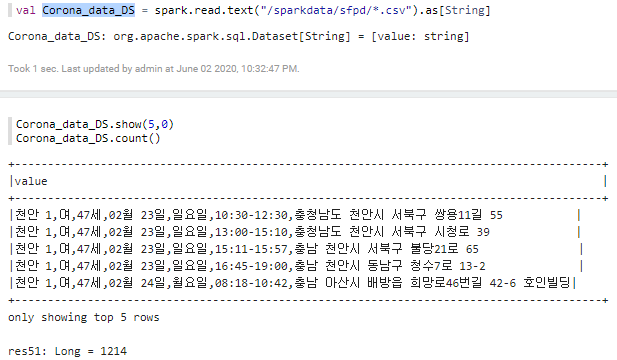 val Corona_data_DS = spark.read.text("/sparkdata/sfpd/*.csv").as[String]
Corona_data_DS: org.apache.spark.sql.Dataset[String] = [value: string]
Took 1 sec. Last updated by admin at June 02 2020, 10:32:47 PM.
Corona_data_DS.show(5,0)
Corona_data_DS.count()
+----------------------------------------------------------------------------------------+
|value                                                                                   |
+----------------------------------------------------------------------------------------+
|천안 1,여,47세,02월 23일,일요일,10:30-12:30,충청남도 천안시 서북구 쌍용11길 55           |
|천안 1,여,47세,02월 23일,일요일,13:00-15:10,충청남도 천안시 서북구 시청로 39             |
|천안 1,여,47세,02월 23일,일요일,15:11-15:57,충남 천안시 서북구 불당21로 65               |
|천안 1,여,47세,02월 23일,일요일,16:45-19:00,충남 천안시 동남구 청수7로 13-2              |
|천안 1,여,47세,02월 24일,월요일,08:18-10:42,충남 아산시 배방읍 희망로46번길 42-6 호인빌딩|
+----------------------------------------------------------------------------------------+
only showing top 5 rows
res51: Long = 1214